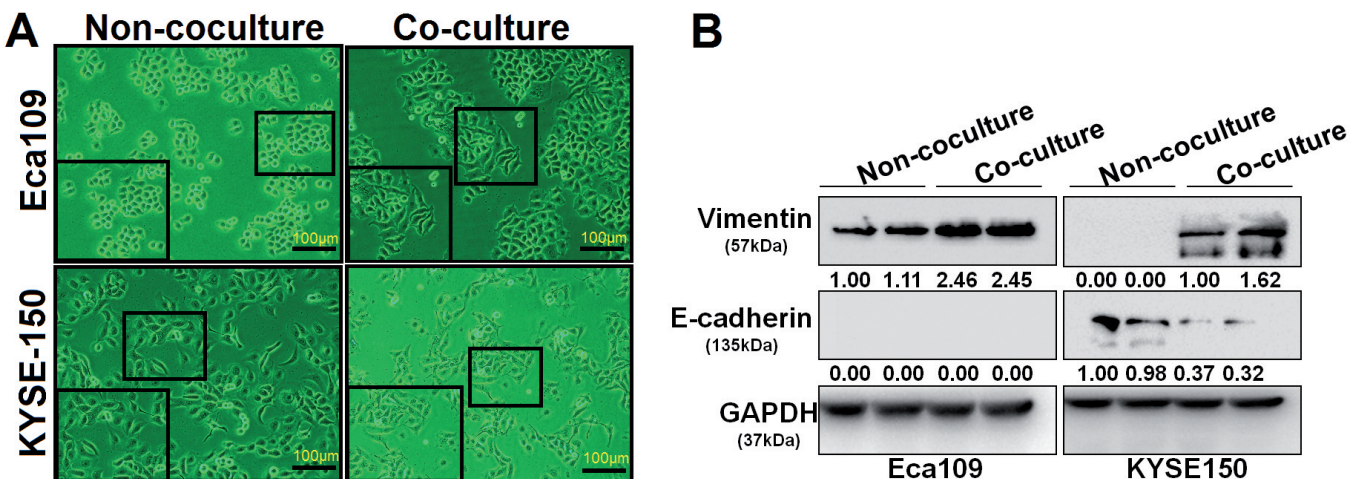 A
Non-coculture
Co-culture
Eca109
100μm
100μm
KYSE-150
100μm
100μm
B
Non-coculture
Co-culture
Non-coculture
Co-culture
Vimentin
(57kDa)
1.00 1.11 2.46 2.45
0.00 0.00 1.00 1.62
E-cadherin
(135kDa)
0.00 0.00 0.00 0.00
1.00 0.98 0.37 0.32
GAPDH
(37kDa)
Eca109
KYSE150